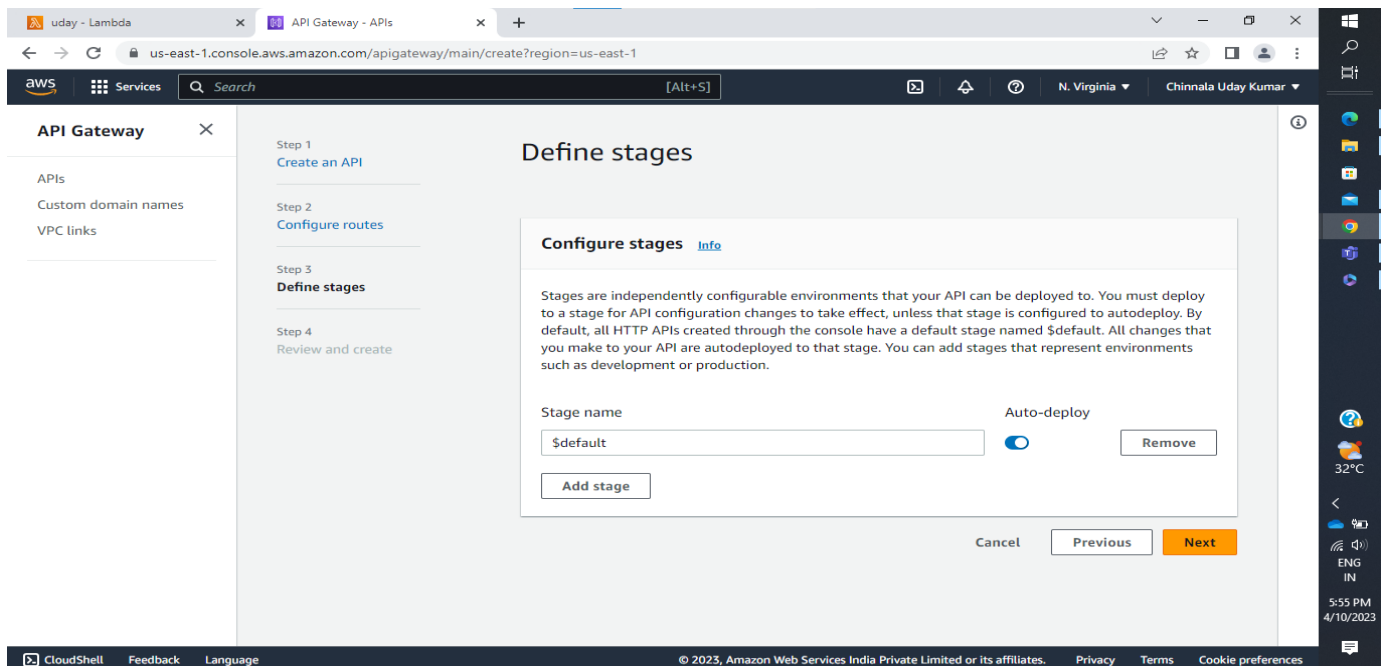 uday - Lambda
API Gateway - APIs
us-east-1.console.aws.amazon.com/apigateway/main/create?region=us-east-1
aws
Services
Search
[Alt+S]
N. Virginia
Chinnala Uday Kumar
API Gateway
APIs
Custom domain names
VPC links
Step 1
Create an API
Step 2
Configure routes
Step 3
Define stages
Step 4
Review and create
Define stages
Configure stages Info
Stages are independently configurable environments that your API can be deployed to. You must deploy
to a stage for API configuration changes to take effect, unless that stage is configured to autodeploy. By
default, all HTTP APIs created through the console have a default stage named $default. All changes that
you make to your API are autodeployed to that stage. You can add stages that represent environments
such as development or production.
Stage name
Auto-deploy
$default
Remove
Add stage
Cancel
Previous
Next
32°C
ENG
IN
5:55 PM
4/10/2023
CloudShell
Feedback
Language
© 2023, Amazon Web Services India Private Limited or its affiliates.
Privacy
Terms
Cookie preferences